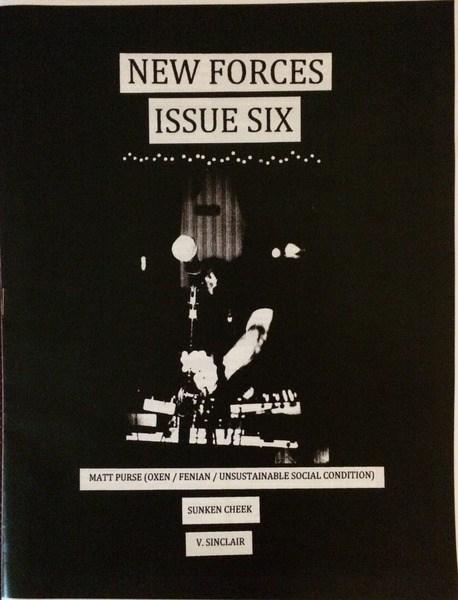 NEW FORCES
ISSUE SIX
MATT PURSE (OXEN / FENIAN / UNSUSTAINABLE SOCIAL CONDITION)
SUNKEN CHEEK
V. SINCLAIR